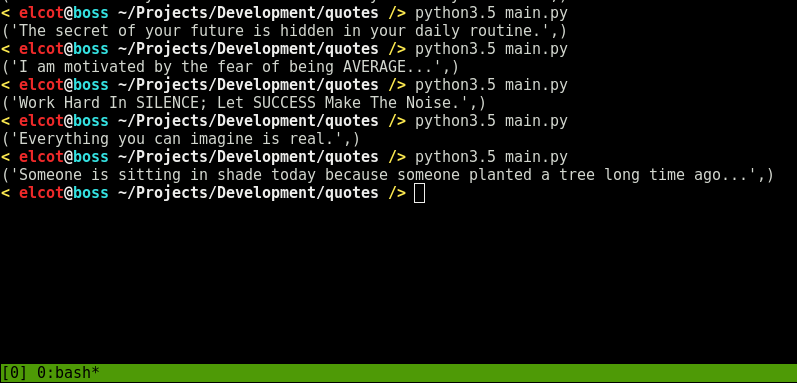 < elcot@boss ~/Projects/Development/quotes /> python3.5 main.py
('The secret of your future is hidden in your daily routine.',)
< elcot@boss ~/Projects/Development/quotes /> python3.5 main.py
('I am motivated by the fear of being AVERAGE...',)
< elcot@boss ~/Projects/Development/quotes /> python3.5 main.py
('Work Hard In SILENCE; Let SUCCESS Make The Noise.',)
< elcot@boss ~/Projects/Development/quotes /> python3.5 main.py
('Everything you can imagine is real.',)
< elcot@boss ~/Projects/Development/quotes /> python3.5 main.py
('Someone is sitting in shade today because someone planted a tree long time ago...',)
< elcot@boss ~/Projects/Development/quotes />
[0] 0:bash*